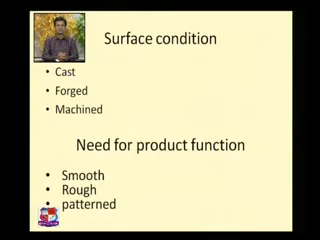 Surface condition
• Cast
• Forged
• Machined
Need for product function
• Smooth
• Rough
• patterned